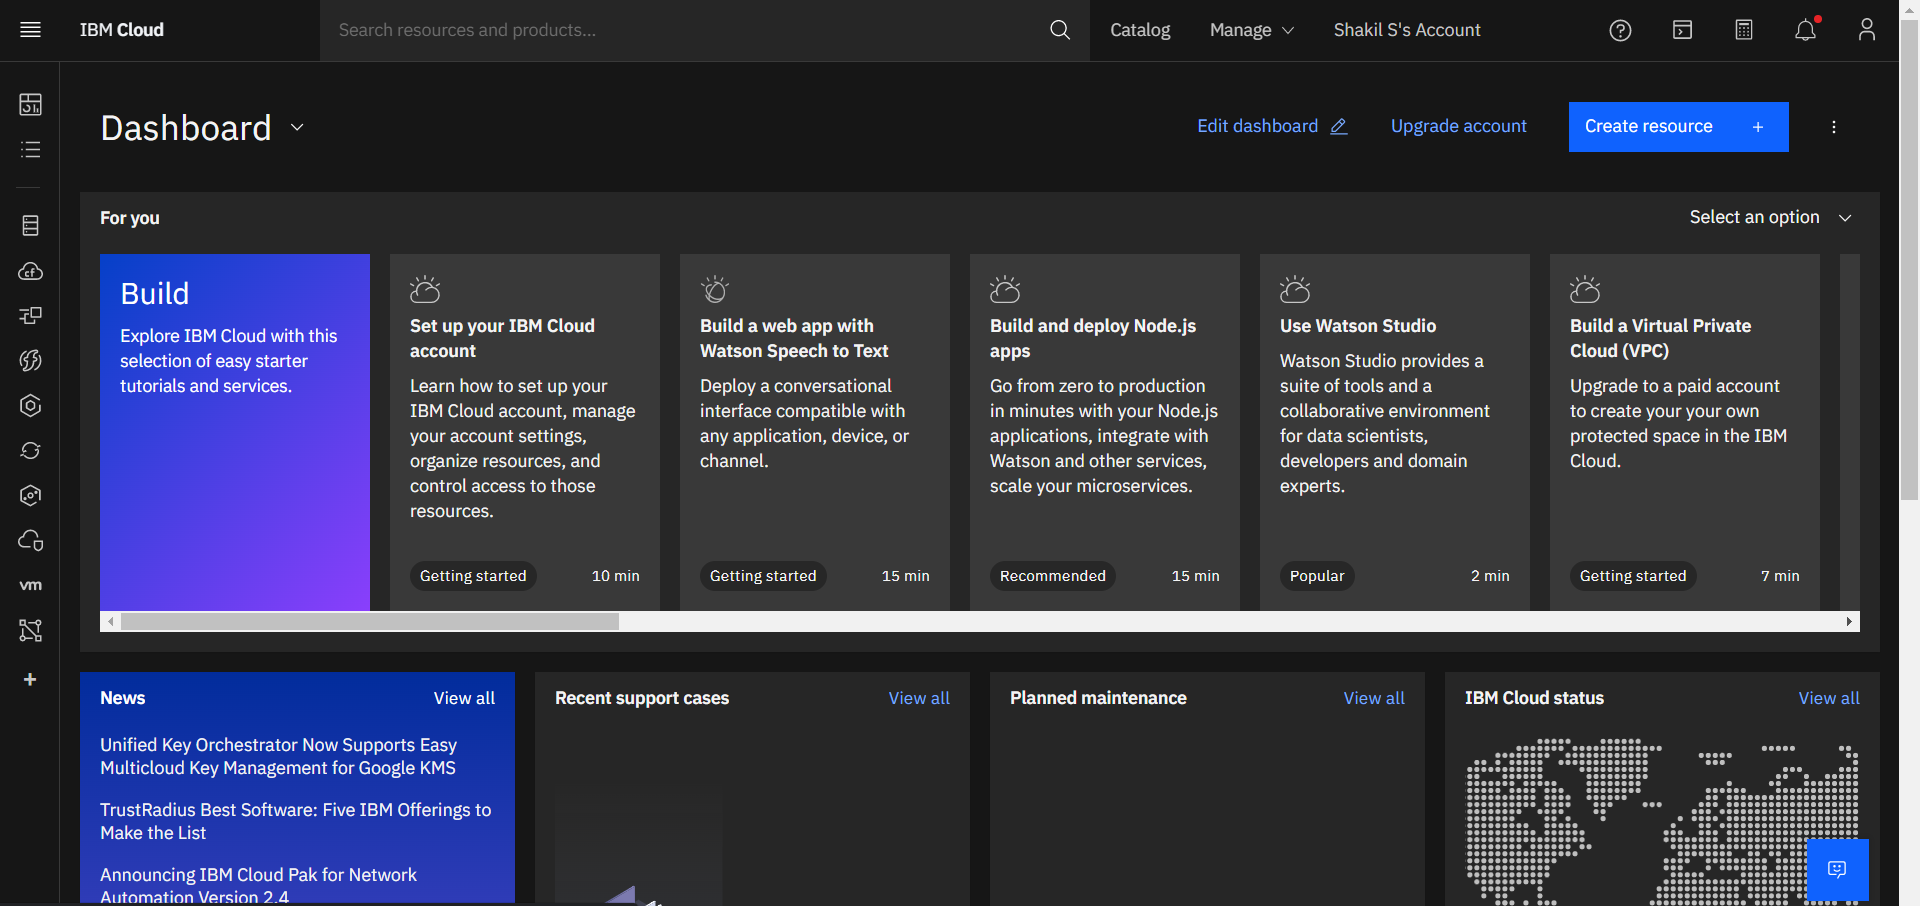 IBM Cloud
Search resources and products...
Catalog
Manage
Shakil S's Account
Dashboard
Edit dashboard
Upgrade account
Create resource +
For you
Select an option
Build
Explore IBM Cloud with this
selection of easy starter
tutorials and services.
Set up your IBM Cloud
account
Learn how to set up your
IBM Cloud account, manage
your account settings,
organize resources, and
control access to those
resources.
Getting started
10 min
Build a web app with
Watson Speech to Text
Deploy a conversational
interface compatible with
any application, device, or
channel.
Getting started
15 min
Build and deploy Node.js
apps
Go from zero to production
in minutes with your Node.js
applications, integrate with
Watson and other services,
scale your microservices.
Recommended
15 min
Use Watson Studio
Watson Studio provides a
suite of tools and a
collaborative environment
for data scientists,
developers and domain
experts.
Popular
2 min
Build a Virtual Private
Cloud (VPC)
Upgrade to a paid account
to create your your own
protected space in the IBM
Cloud.
Getting started
7 min
cf
vm
News
View all
Unified Key Orchestrator Now Supports Easy
Multicloud Key Management for Google KMS
TrustRadius Best Software: Five IBM Offerings to
Make the List
Announcing IBM Cloud Pak for Network
Automation Version 2.4
Recent support cases
View all
Planned maintenance
View all
IBM Cloud status
View all